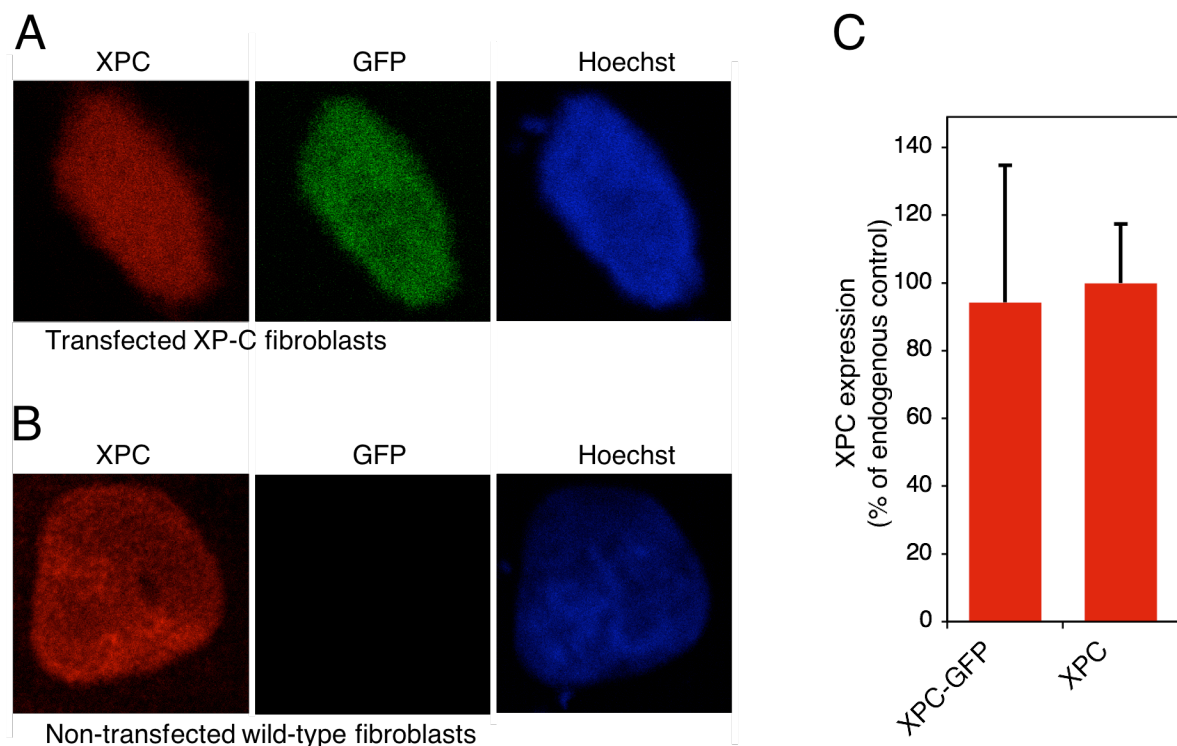 A
XPC GFP Hoechst
Transfected XP-C fibroblasts
B
XPC GFP Hoechst
Non-transfected wild-type fibroblasts
C
XPC expression
(% of endogenous control)
140
120
100
80
60
40
20
0
XPC-GFP
XPC